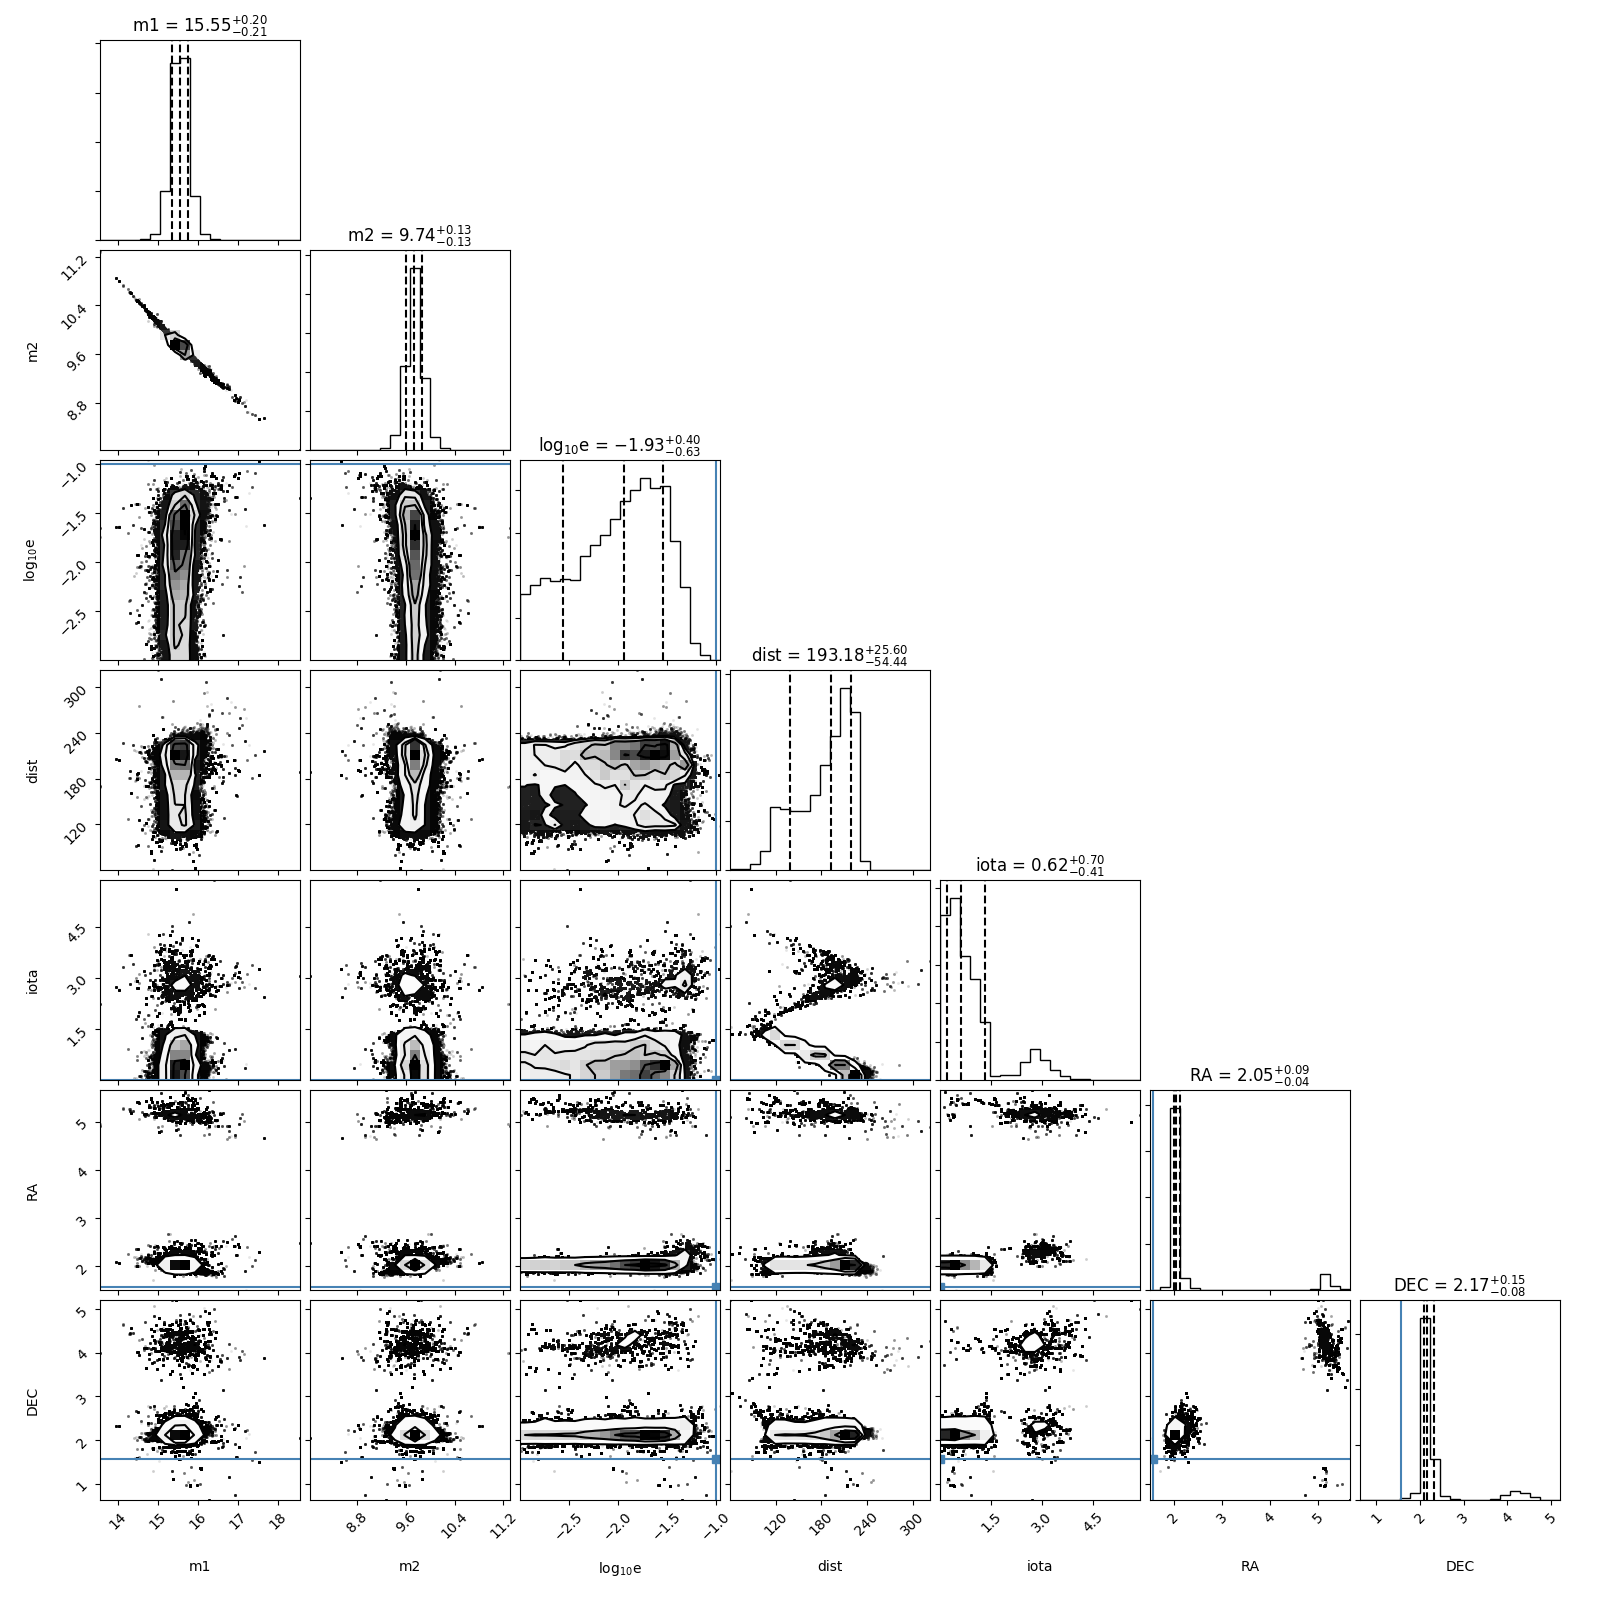 m1 = 15.55+0.20 −0.21
m2 = 9.74+0.13 −0.13
log10e = −1.93+0.40 −0.63
dist = 193.18+25.60 −54.44
iota = 0.62+0.70 −0.41
RA = 2.05+0.09 −0.04
DEC = 2.17+0.15 −0.08
m2
11.2
10.4
9.6
8.8
log10e
−1.0
−1.5
−2.0
−2.5
dist
300
240
180
120
iota
4.5
3.0
1.5
RA
5
4
3
2
DEC
5
4
3
2
1
14 15 16 17 18
8.8 9.6 10.4 11.2
−2.5 −2.0 −1.5 −1.0
120 180 240 300
1.5 3.0 4.5
2 3 4 5
1 2 3 4 5
m1 m2 log10e dist iota RA DEC